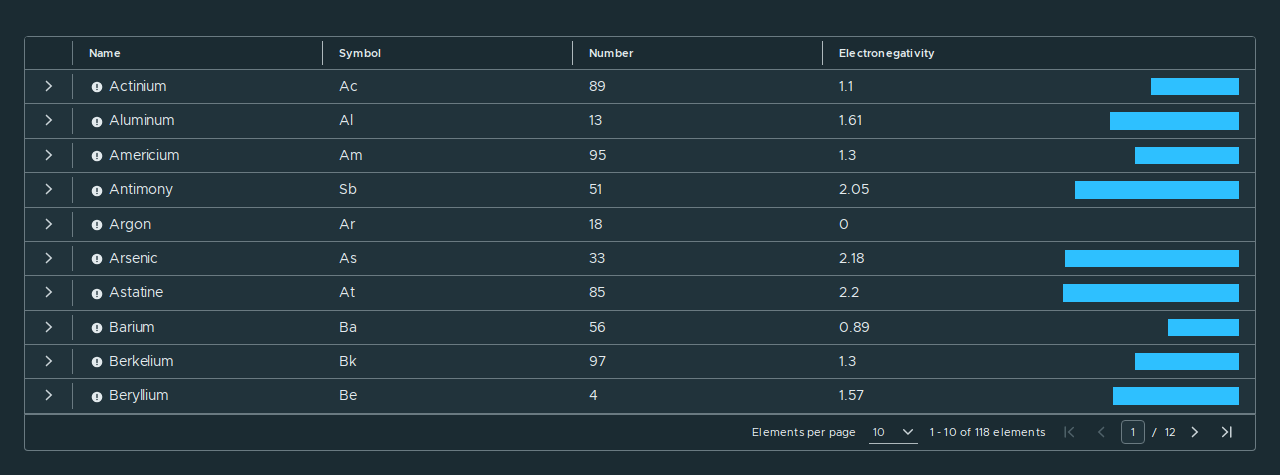 Name Symbol Number Electronegativity
Actinium Ac 89 1.1
Aluminum Al 13 1.61
Americium Am 95 1.3
Antimony Sb 51 2.05
Argon Ar 18 0
Arsenic As 33 2.18
Astatine At 85 2.2
Barium Ba 56 0.89
Berkelium Bk 97 1.3
Beryllium Be 4 1.57
Elements per page 10 1 - 10 of 118 elements 1 / 12